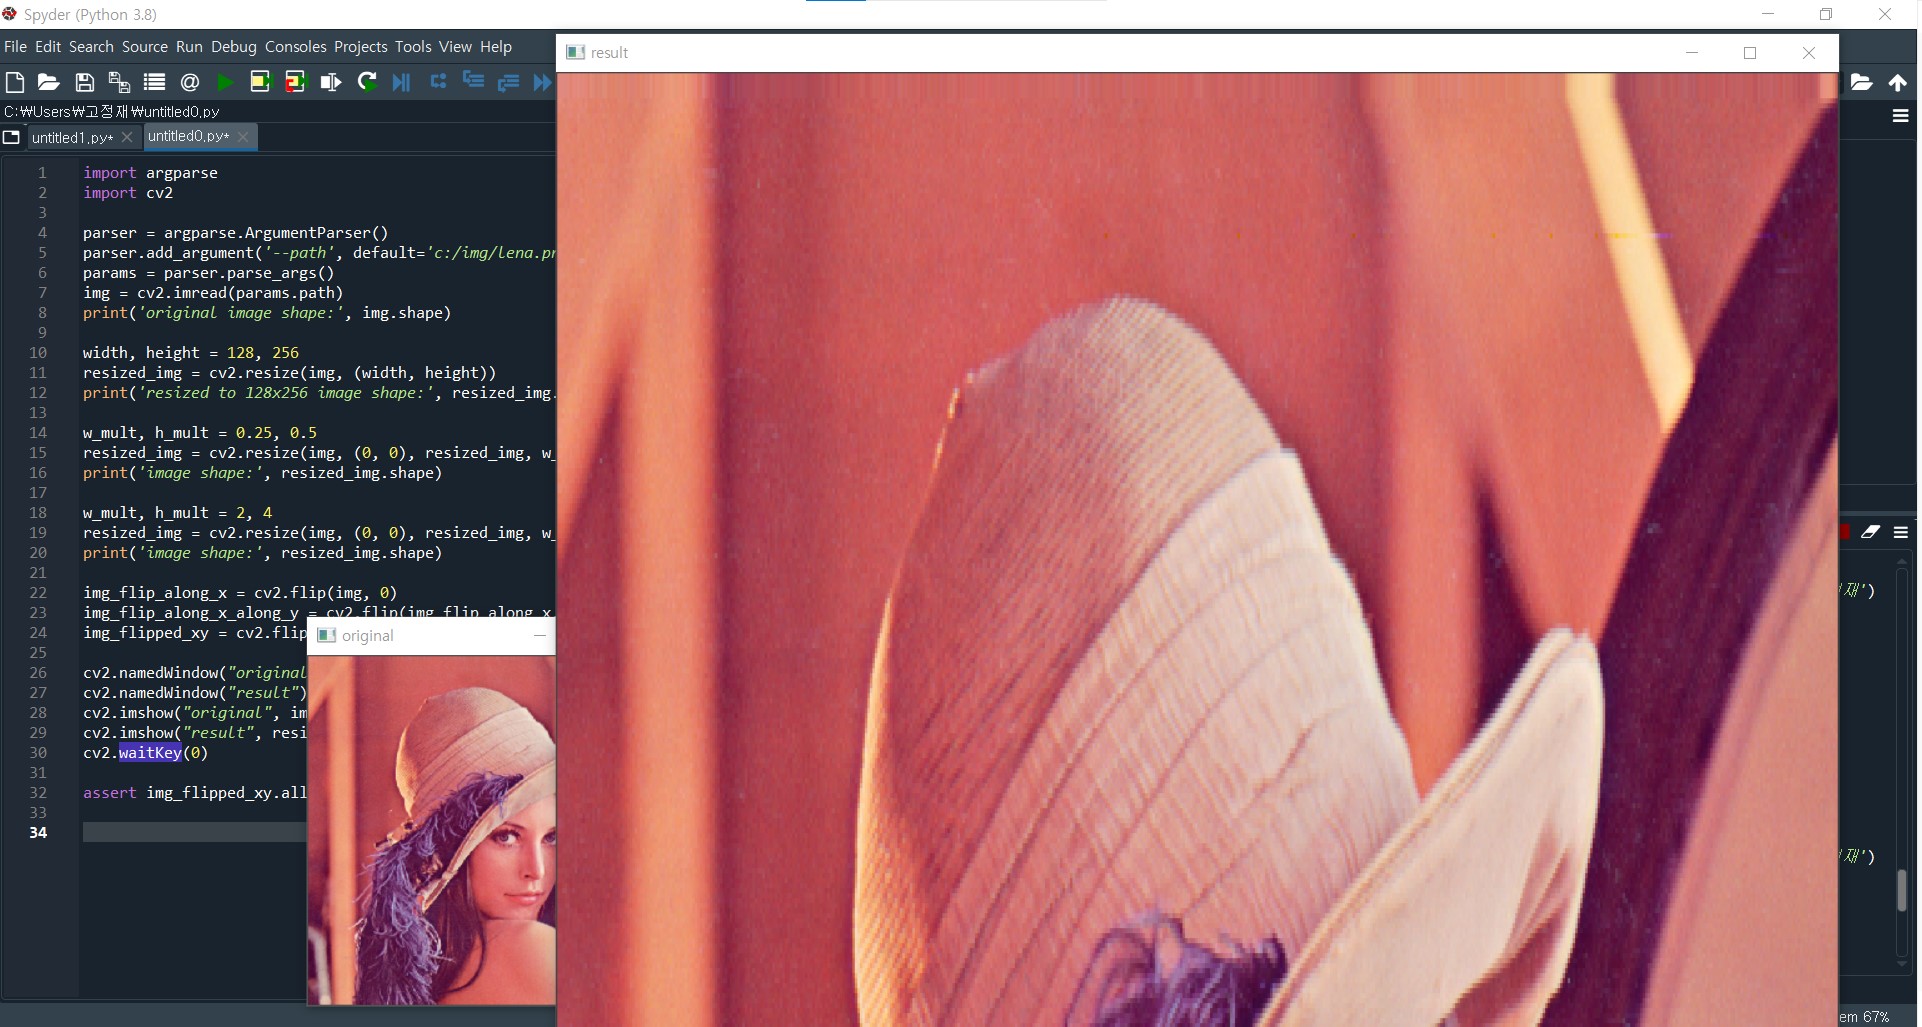 Spyder (Python 3.8)
File Edit Search Source Run Debug Consoles Projects Tools View Help
C:₩Users₩고정재₩untitled0.py
untitled1.py*
untitled0.py*
1 import argparse
2 import cv2
3
4 parser = argparse.ArgumentParser()
5 parser.add_argument('--path', default='c:/img/lena.pr
6 params = parser.parse_args()
7 img = cv2.imread(params.path)
8 print('original image shape:', img.shape)
9
10 width, height = 128, 256
11 resized_img = cv2.resize(img, (width, height))
12 print('resized to 128x256 image shape:', resized_img.
13
14 w_mult, h_mult = 0.25, 0.5
15 resized_img = cv2.resize(img, (0, 0), resized_img, w_
16 print('image shape:', resized_img.shape)
17
18 w_mult, h_mult = 2, 4
19 resized_img = cv2.resize(img, (0, 0), resized_img, w_
20 print('image shape:', resized_img.shape)
21
22 img_flip_along_x = cv2.flip(img, 0)
23 img_flip_along_x_along_y = cv2.flip(img_flip_along_x
24 img_flipped_xy = cv2.flip
25
26 cv2.namedWindow("original
27 cv2.namedWindow("result")
28 cv2.imshow("original", im
29 cv2.imshow("result", resi
30 cv2.waitKey(0)
31
32 assert img_flipped_xy.all
33
34
original
result
재')
재')
em 67%